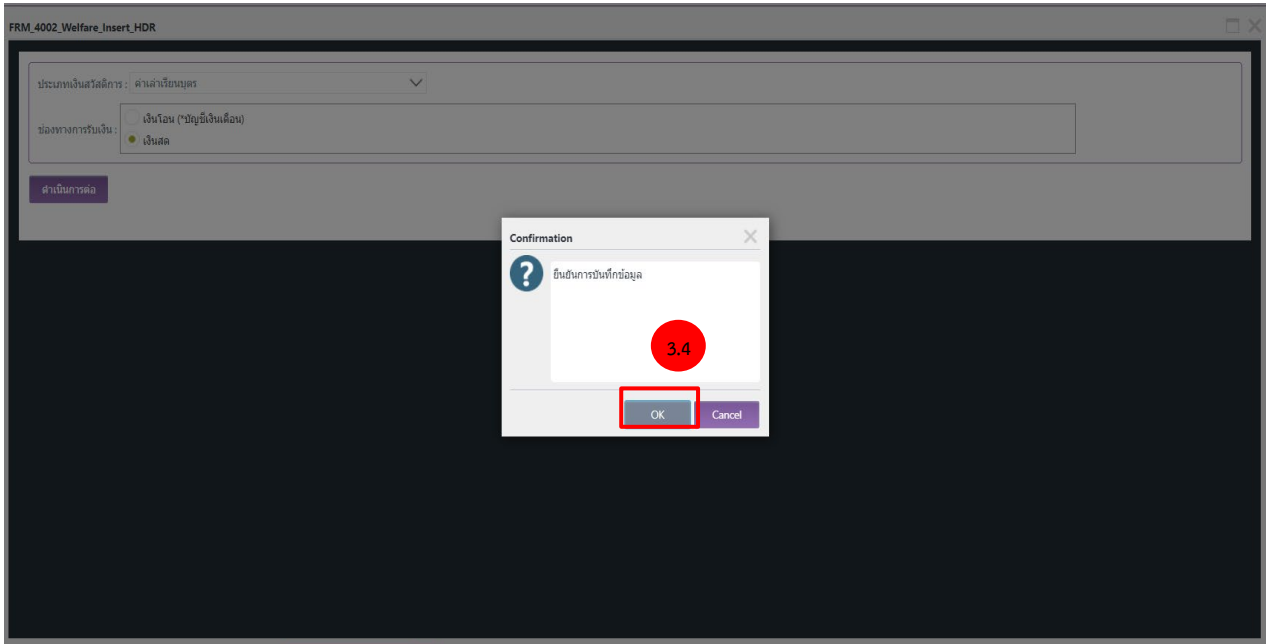 FRM_4002_Welfare_Insert_HDR
ประเภทเงินสวัสดิการ : ค่าเล่าเรียนบุตร
ช่องทางการรับเงิน :
เงินโอน (*บัญชีเงินเดือน)
เงินสด
ดำเนินการต่อ
Confirmation
ยืนยันการบันทึกข้อมูล
3.4
OK Cancel